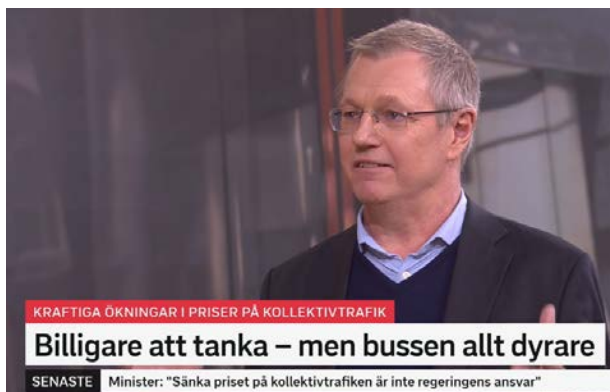 KRAFTIGA ÖKNINGAR I PRISER PÅ KOLLEKTIVTRAFIK
Billigare att tanka – men bussen allt dyrare
SENASTE Minister: "Sänka priset på kollektivtrafiken är inte regeringens ansvar"